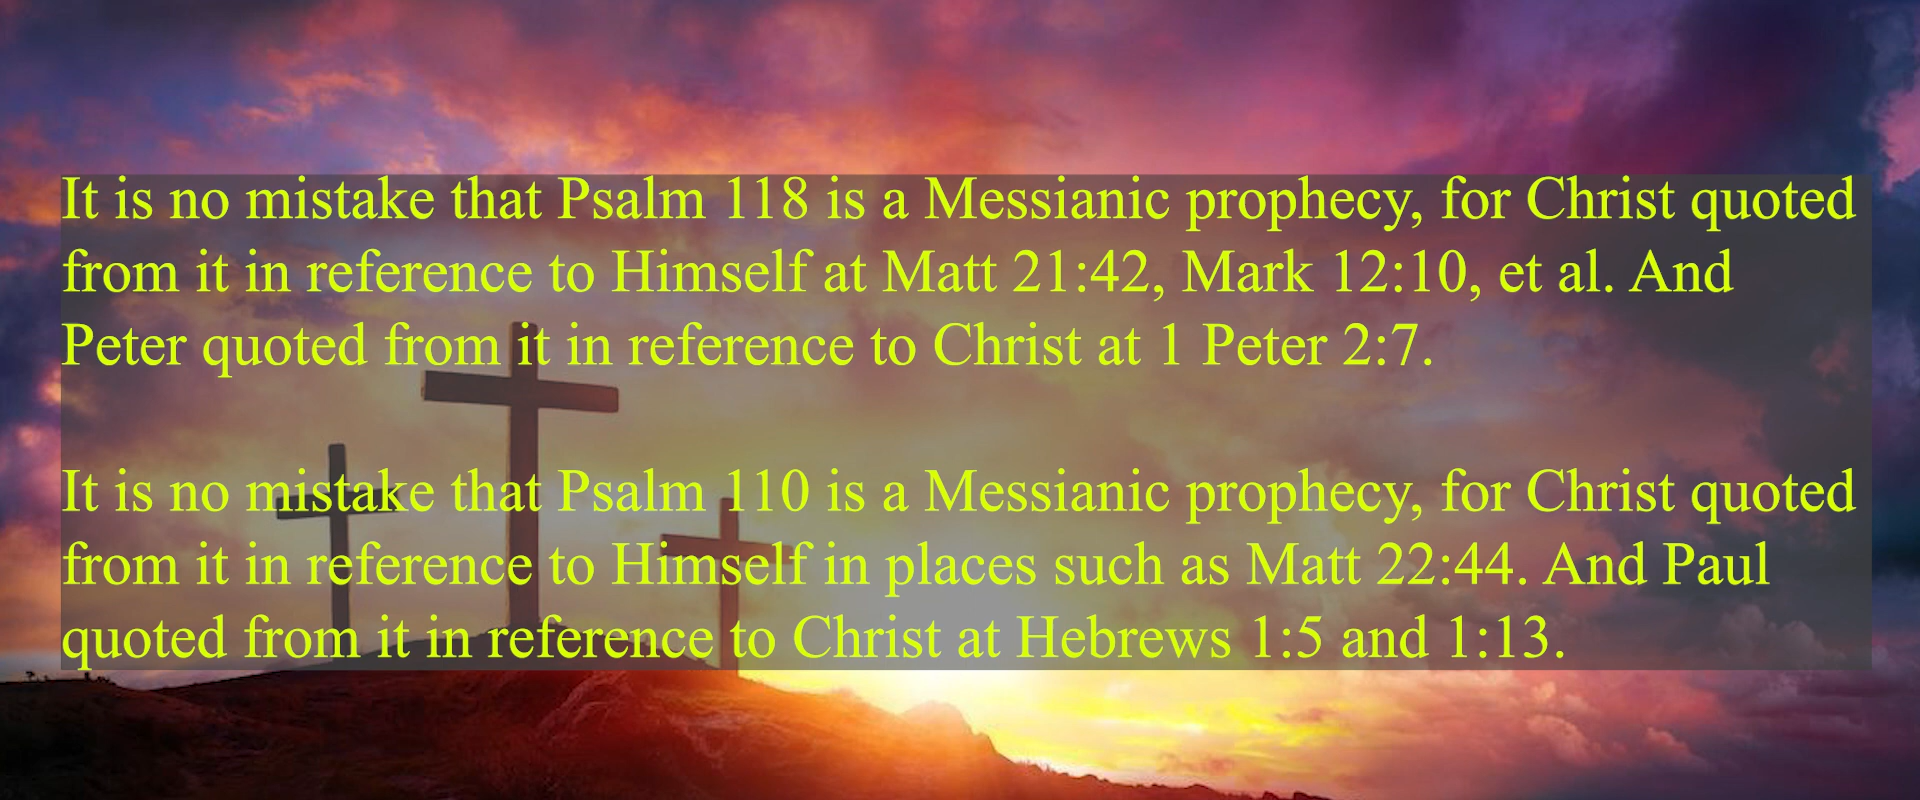 It is no mistake that Psalm 118 is a Messianic prophecy, for Christ quoted
from it in reference to Himself at Matt 21:42, Mark 12:10, et al. And
Peter quoted from it in reference to Christ at 1 Peter 2:7.
It is no mistake that Psalm 110 is a Messianic prophecy, for Christ quoted
from it in reference to Himself in places such as Matt 22:44. And Paul
quoted from it in reference to Christ at Hebrews 1:5 and 1:13.